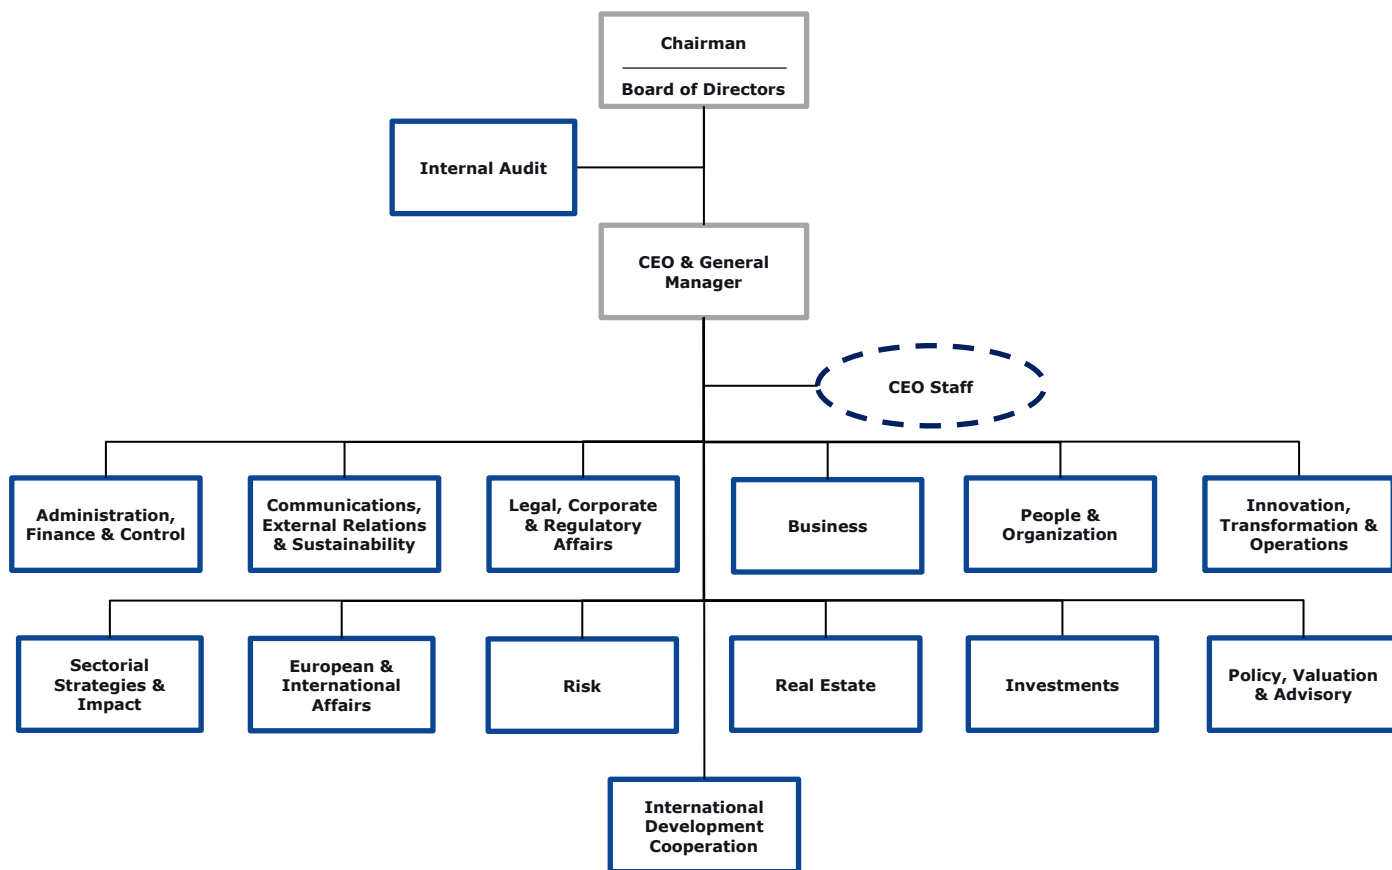 Chairman
Board of Directors
Internal Audit
CEO & General
Manager
CEO Staff
Administration,
Finance & Control
Communications,
External Relations
& Sustainability
Legal, Corporate
& Regulatory
Affairs
Business
People &
Organization
Innovation,
Transformation &
Operations
Sectorial
Strategies &
Impact
European &
International
Affairs
Risk
Real Estate
Investments
Policy, Valuation
& Advisory
International
Development
Cooperation